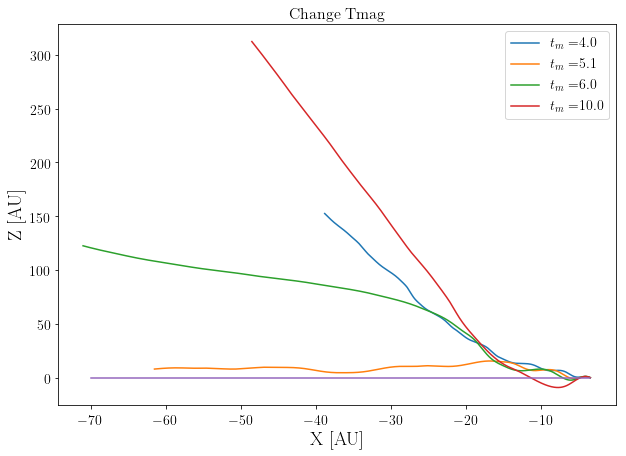 Change Tmag
t_m =4.0
t_m =5.1
t_m =6.0
t_m =10.0
Z [AU]
300
250
200
150
100
50
0
−70 −60 −50 −40 −30 −20 −10
X [AU]